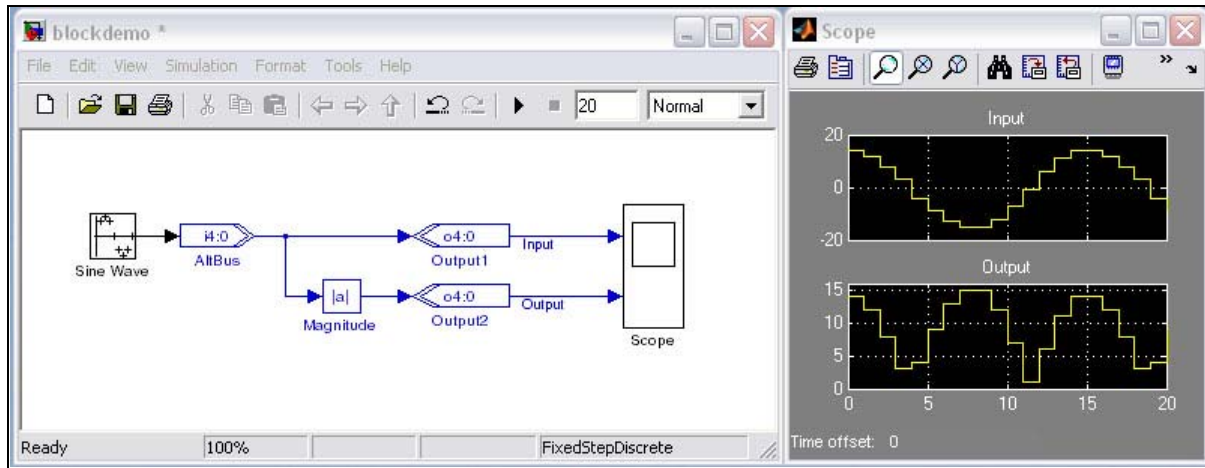 blockdemo *
File Edit View Simulation Format Tools Help
20 Normal
Sine Wave
i4:0
AltBus
o4:0
Output1
Input
|a|
Magnitude
o4:0
Output2
Output
Scope
Ready 100% FixedStepDiscrete
Scope
Input
20
0
-20
Output
15
10
5
0
0 5 10 15 20
Time offset: 0